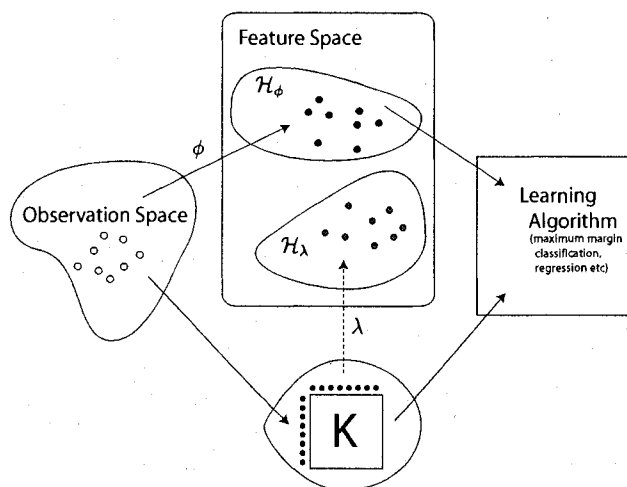 Feature Space
ℋ_ϕ
ϕ
Observation Space
ℋ_λ
λ
K
Learning
Algorithm
(maximum margin
classification,
regression etc)